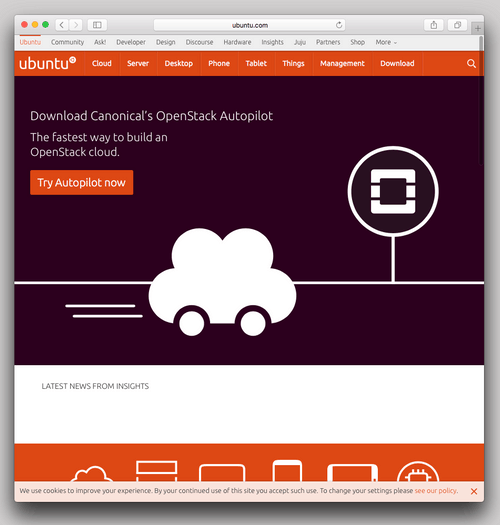 ubuntu.com
Ubuntu Community Ask! Developer Design Discourse Hardware Insights Juju Partners Shop More
ubuntu Cloud Server Desktop Phone Tablet Things Management Download
Download Canonical's OpenStack Autopilot
The fastest way to build an
OpenStack cloud.
Try Autopilot now
LATEST NEWS FROM INSIGHTS
We use cookies to improve your experience. By your continued use of this site you accept such use. To change your settings please see our policy.